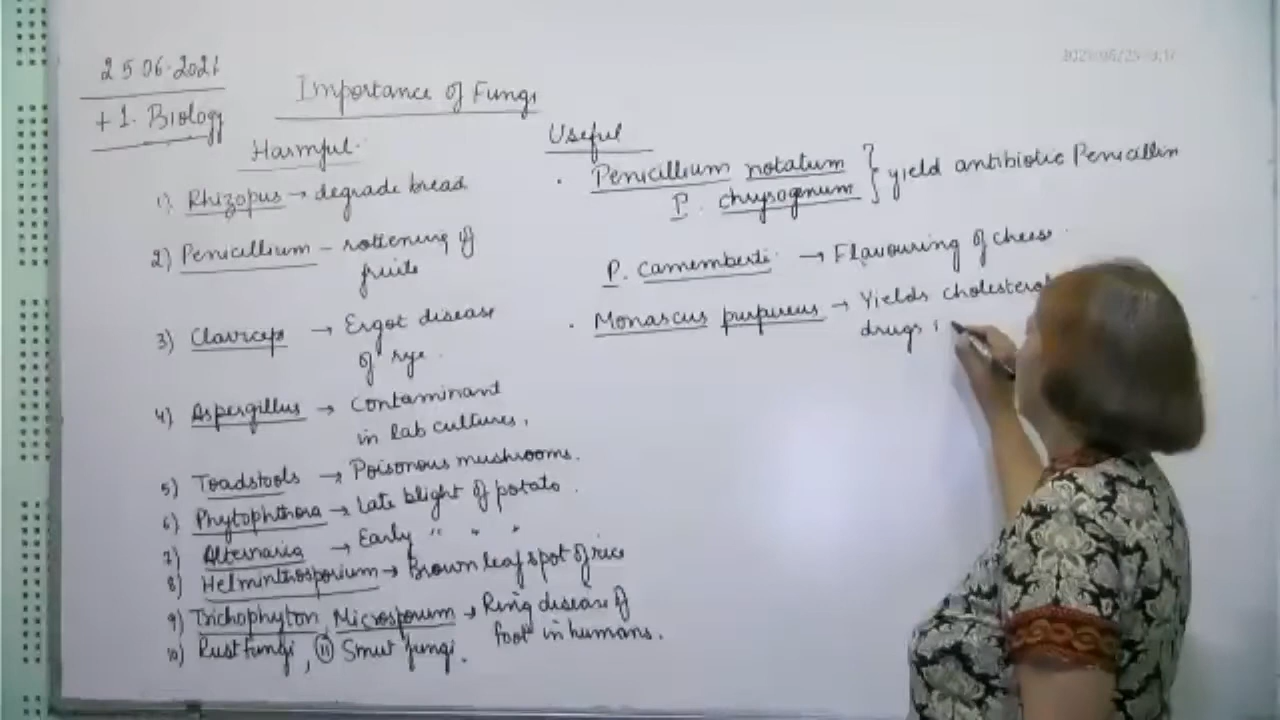 25 06.2021
+1. Biology
Importance of Fungi
Harmful.
1) Rhizopus → degrade bread
2) Penicillium - rottening of
fruits
3) Claviceps → Ergot disease
of rye.
4) Aspergillus → Contaminant
in lab cultures.
5) Toadstools → Poisonous mushrooms.
6) Phytophthora → Late blight of potato.
7) Alternaria → Early " " "
8) Helminthosporium → Brown leaf spot of rice
9) Trichophyton Microsporum → Ring disease of
foot in humans.
10) Rust fungi, (11) Smut fungi.
Useful
. Penicillium notatum } yield antibiotic Penicillin
P. chrysogenum
P. camemberti → Flavouring of cheese.
. Monascus purpureus → Yields cholesterol
drugs